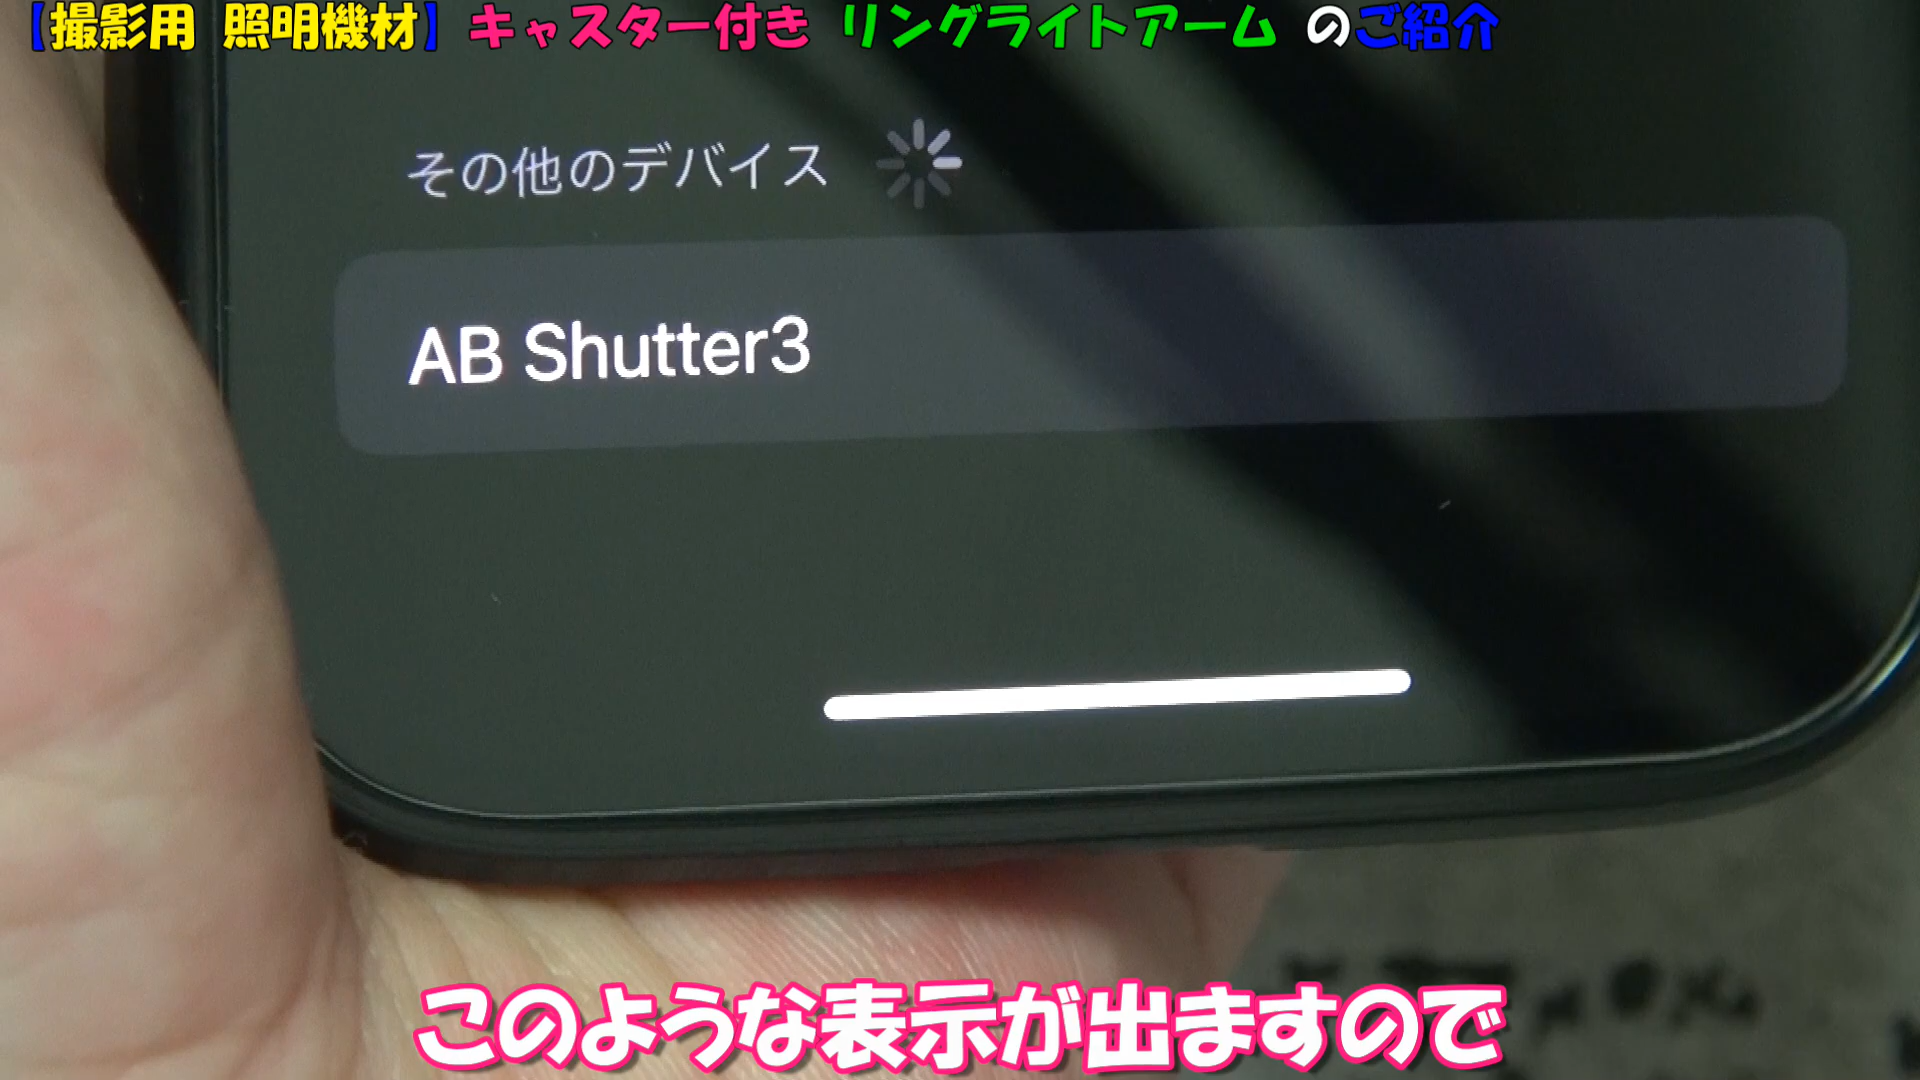 【撮影用 照明機材】キャスター付き リングライトアーム のご紹介
その他のデバイス
AB Shutter3
このような表示が出ますので